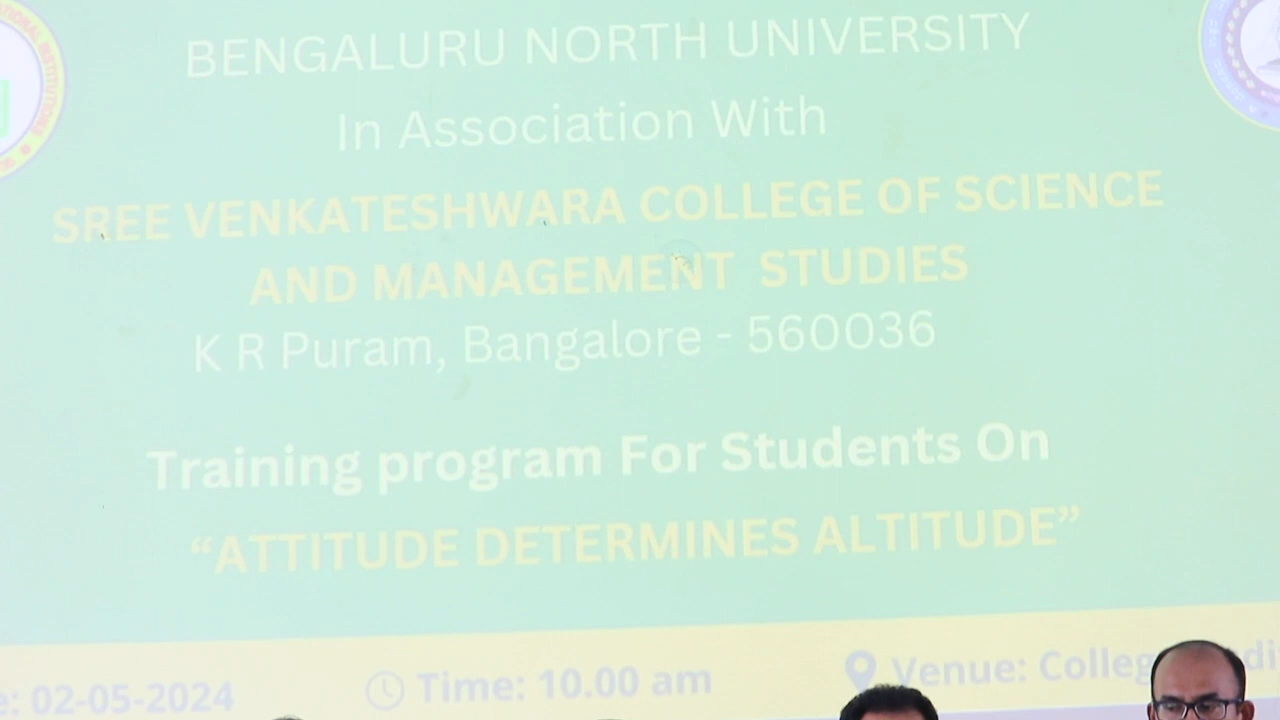 BENGALURU NORTH UNIVERSITY
In Association With
SREE VENKATESHWARA COLLEGE OF SCIENCE
AND MANAGEMENT STUDIES
K R Puram, Bangalore - 560036
Training program For Students On
“ATTITUDE DETERMINES ALTITUDE”
02-05-2024 Time: 10.00 am Venue: